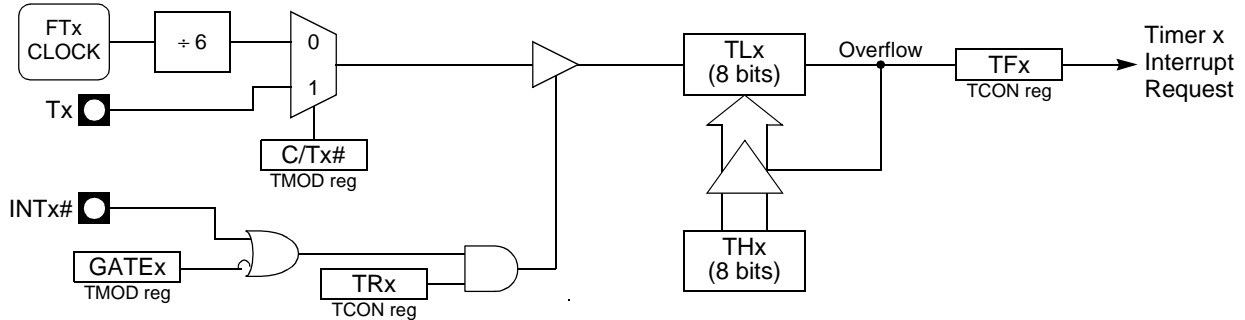 FTx
CLOCK
÷ 6
0
1
Tx
C/Tx#
TMOD reg
INTx#
GATEx
TMOD reg
TRx
TCON reg
TLx
(8 bits)
THx
(8 bits)
Overflow
TFx
TCON reg
Timer x
Interrupt
Request